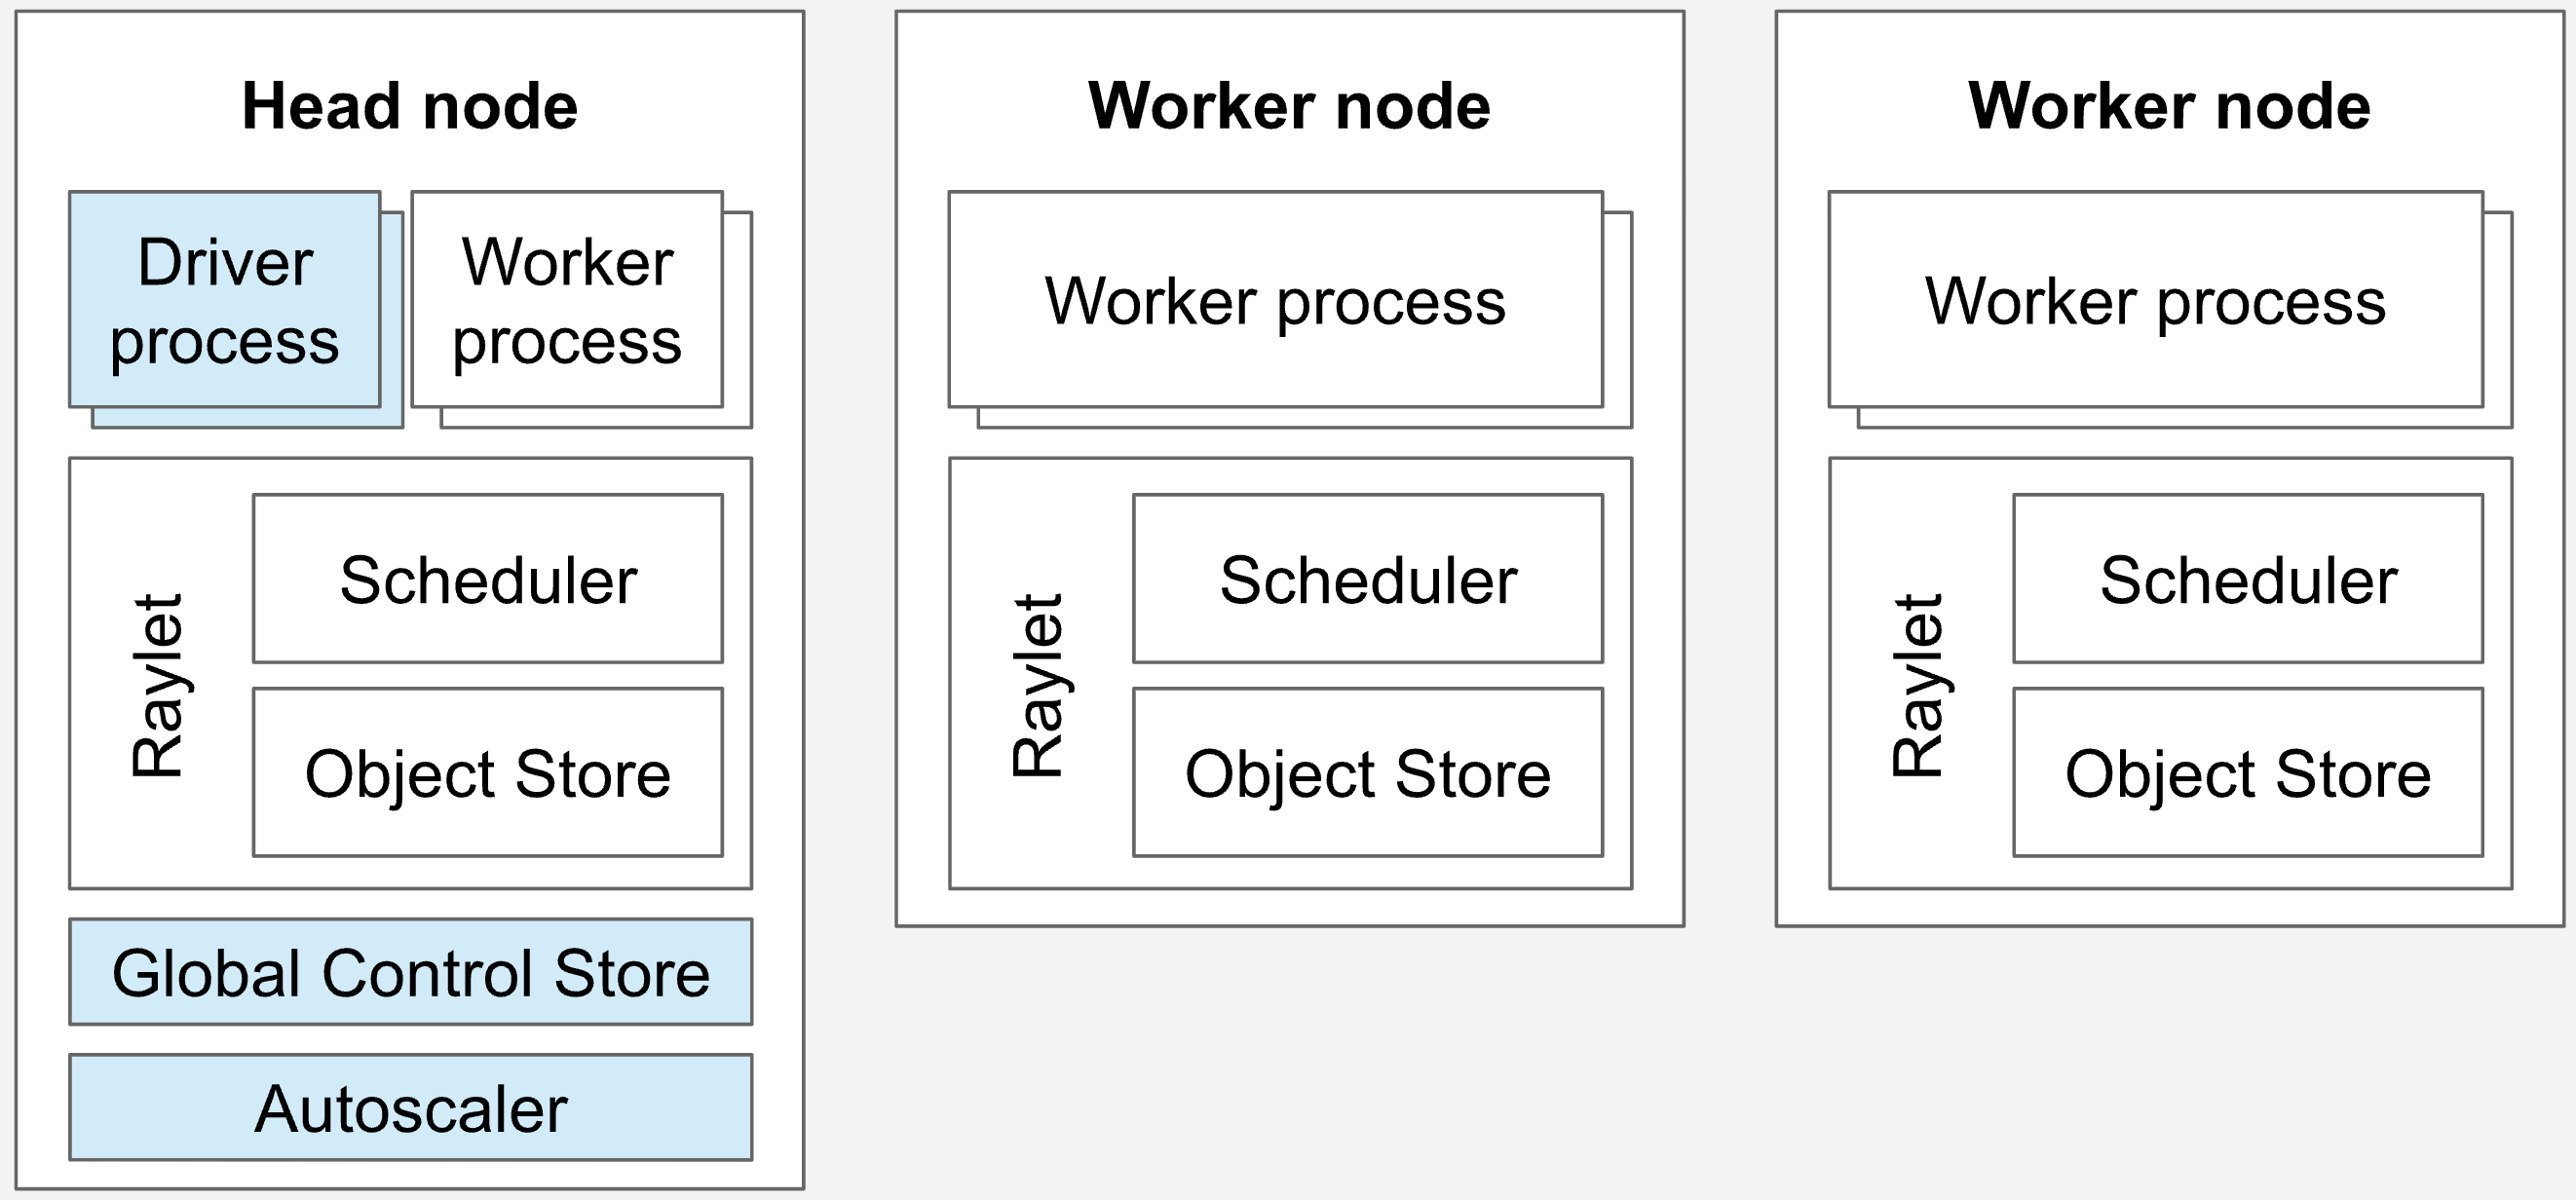 Head node
Driver
process
Worker
process
Raylet
Scheduler
Object Store
Global Control Store
Autoscaler
Worker node
Worker process
Raylet
Scheduler
Object Store
Worker node
Worker process
Raylet
Scheduler
Object Store